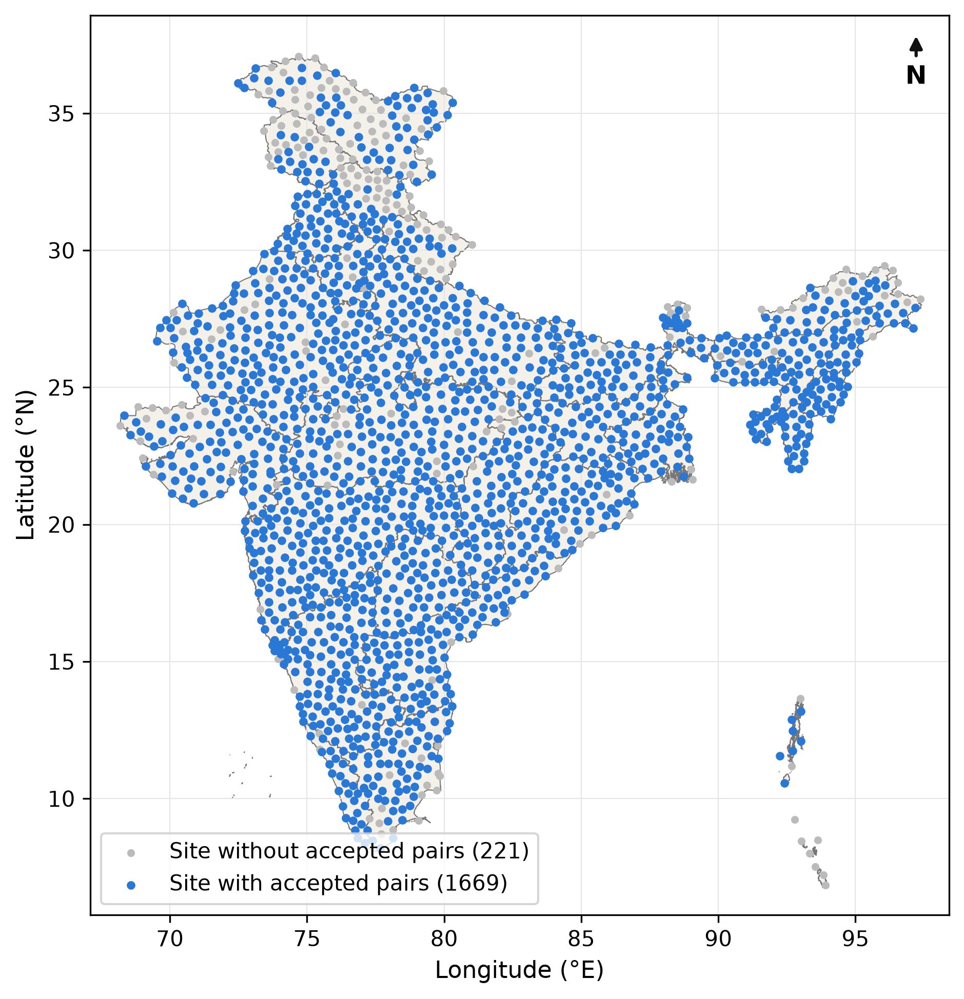 N
35
30
25
20
15
10
Latitude (°N)
Site without accepted pairs (221)
Site with accepted pairs (1669)
70 75 80 85 90 95
Longitude (°E)